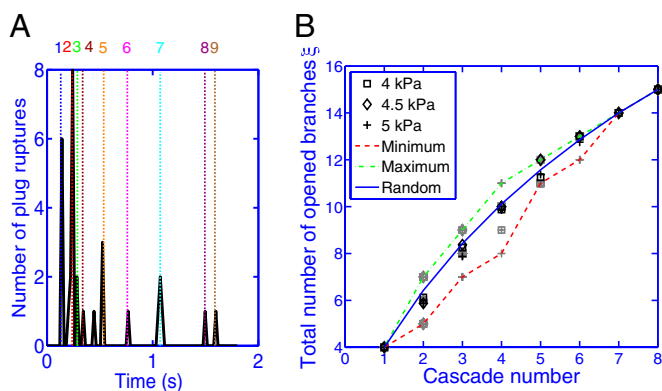 A
1 2 3 4 5 6 7 8 9
Number of plug ruptures
8
6
4
2
0
0 1 2
Time (s)
B
Total number of opened branches
16
14
12
10
8
6
4
4 kPa
4.5 kPa
5 kPa
Minimum
Maximum
Random
0 1 2 3 4 5 6 7 8
Cascade number